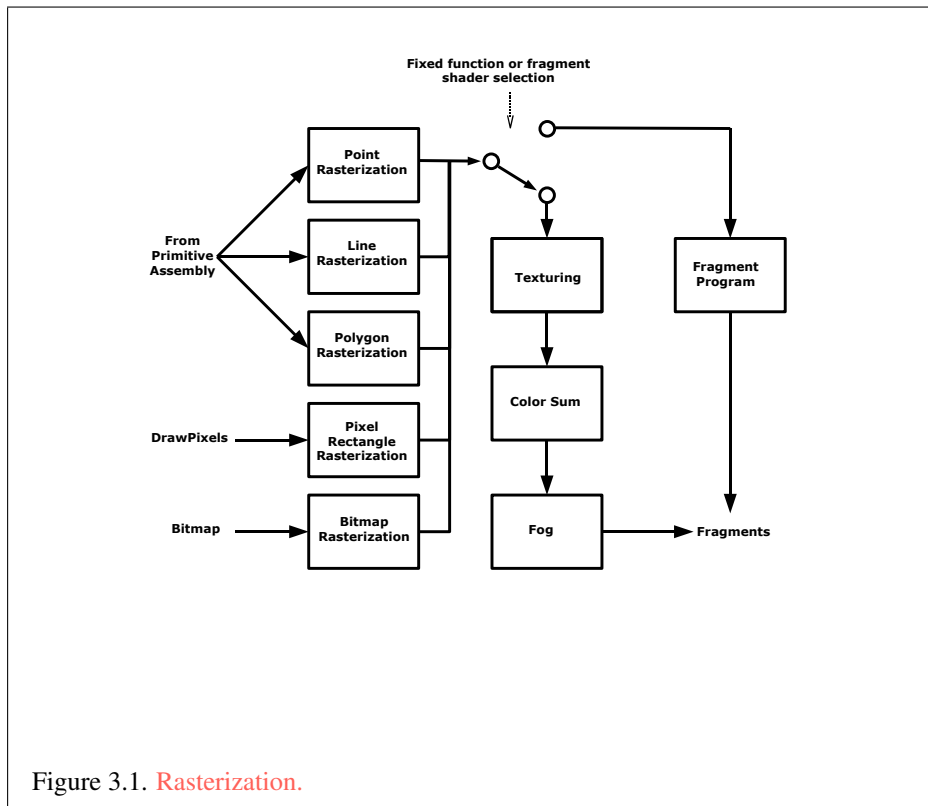 Fixed function or fragment
shader selection
Point
Rasterization
Line
Rasterization
From
Primitive
Assembly
Polygon
Rasterization
DrawPixels
Pixel
Rectangle
Rasterization
Bitmap
Bitmap
Rasterization
Texturing
Color Sum
Fog
Fragment
Program
Fragments
Figure 3.1. Rasterization.